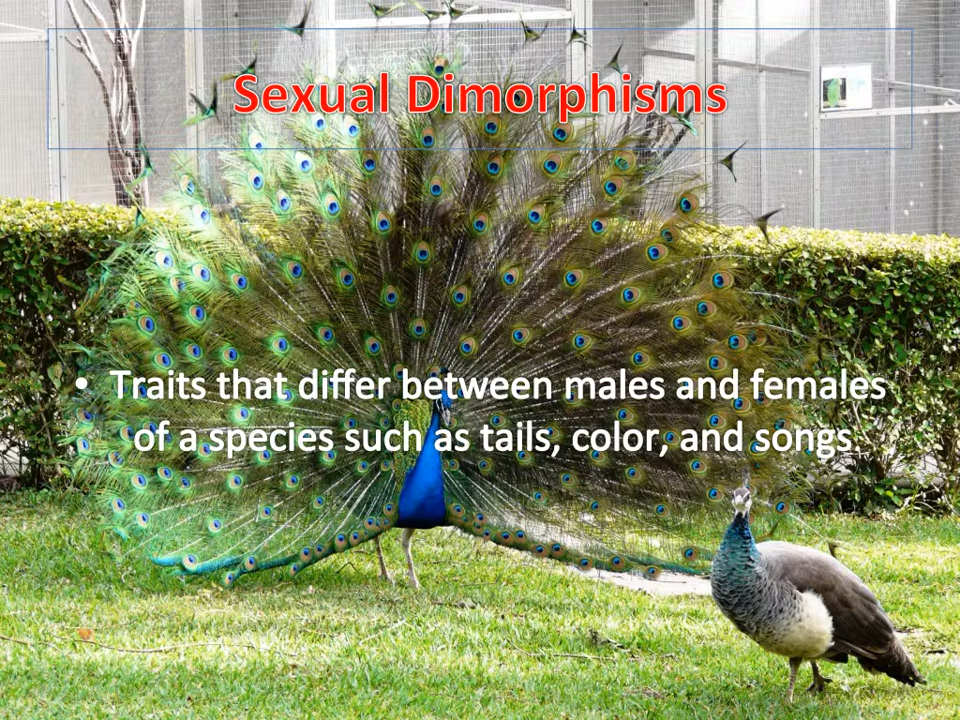 Sexual Dimorphisms
• Traits that differ between males and females
of a species such as tails, color, and songs